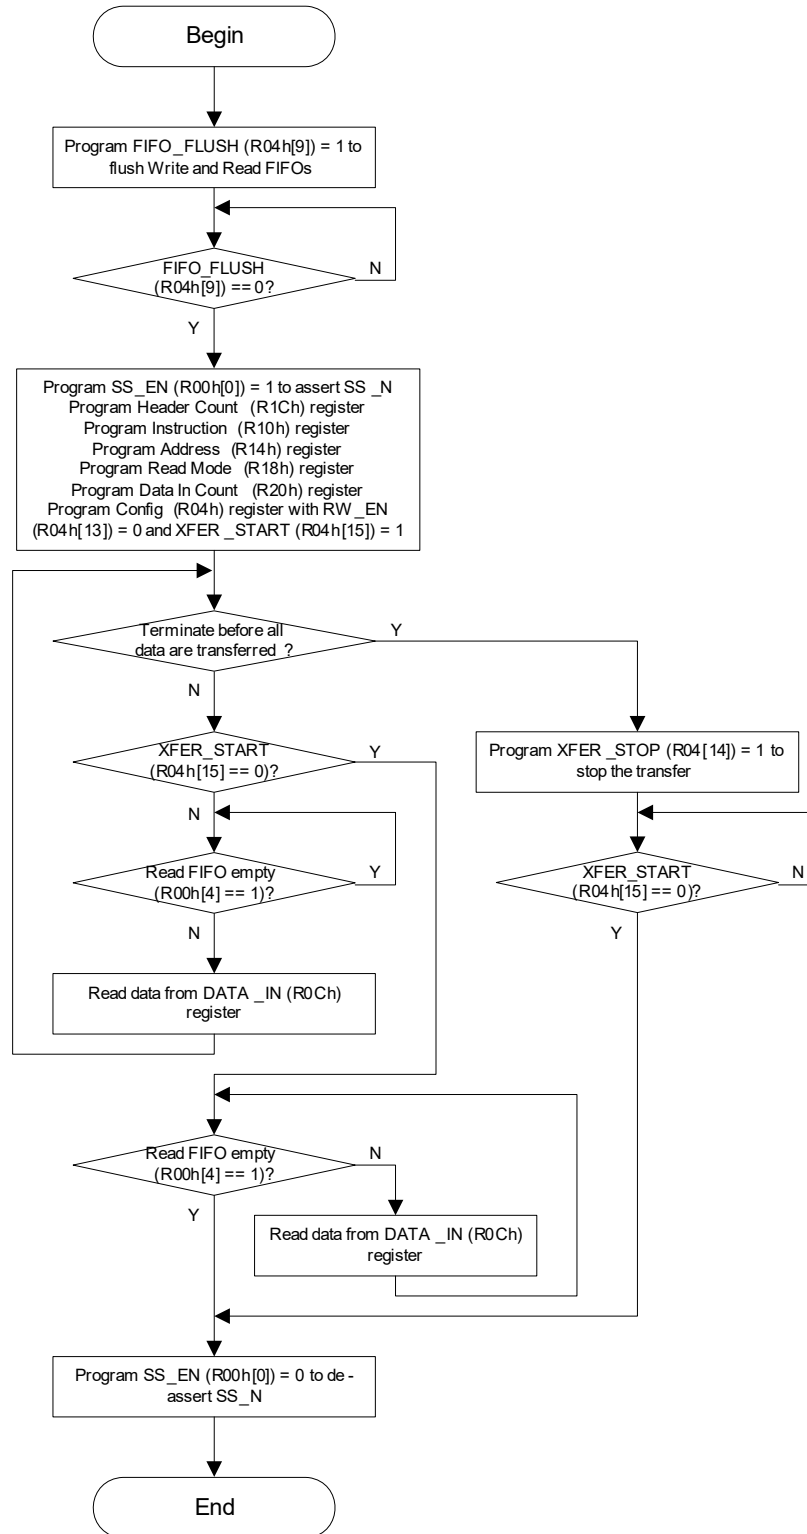 Begin
Program FIFO_FLUSH (R04h[9]) = 1 to
flush Write and Read FIFOs
FIFO_FLUSH
(R04h[9]) == 0?
N
Y
Program SS_EN (R00h[0]) = 1 to assert SS_N
Program Header Count (R1Ch) register
Program Instruction (R10h) register
Program Address (R14h) register
Program Read Mode (R18h) register
Program Data In Count (R20h) register
Program Config (R04h) register with RW_EN
(R04h[13]) = 0 and XFER_START (R04h[15]) = 1
Terminate before all
data are transferred ?
Y
N
XFER_START
(R04h[15] == 0)?
Y
N
Program XFER_STOP (R04[14]) = 1 to
stop the transfer
Read FIFO empty
(R00h[4] == 1)?
Y
N
XFER_START
(R04h[15] == 0)?
N
Y
Read data from DATA_IN (R0Ch)
register
Read FIFO empty
(R00h[4] == 1)?
N
Y
Read data from DATA_IN (R0Ch)
register
Program SS_EN (R00h[0]) = 0 to de-
assert SS_N
End